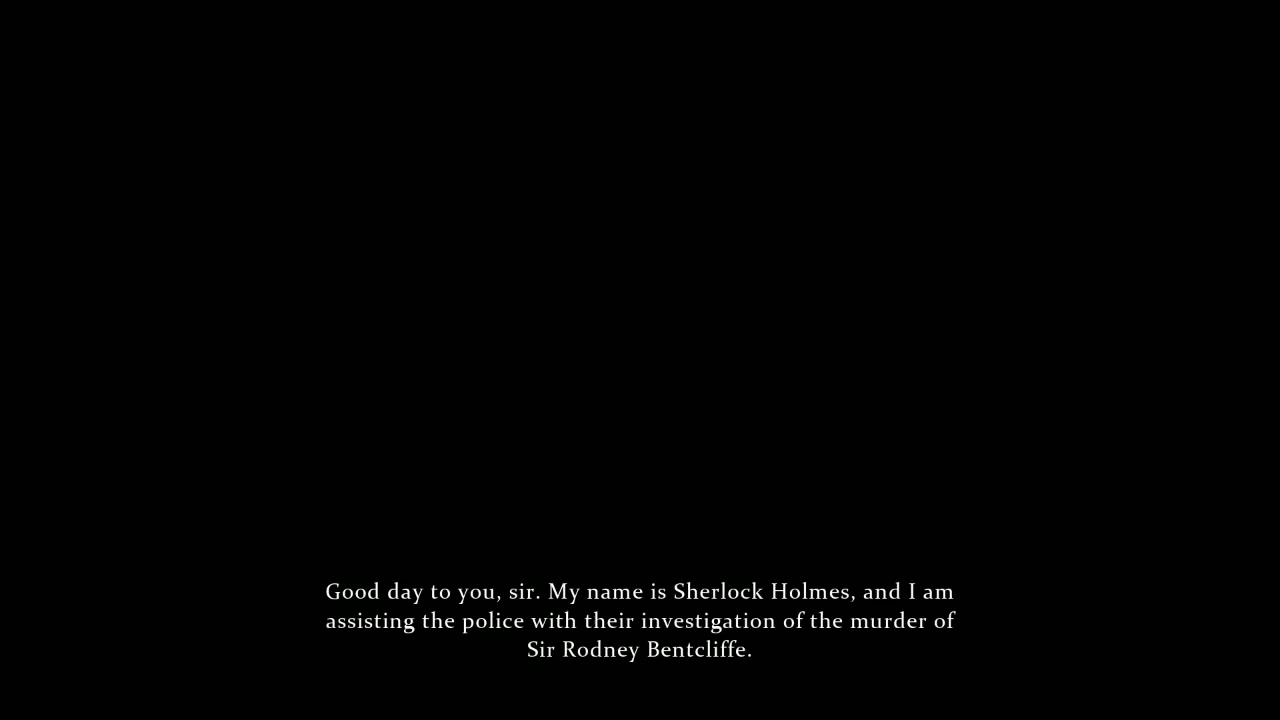 Good day to you, sir. My name is Sherlock Holmes, and I am
assisting the police with their investigation of the murder of
Sir Rodney Bentcliffe.